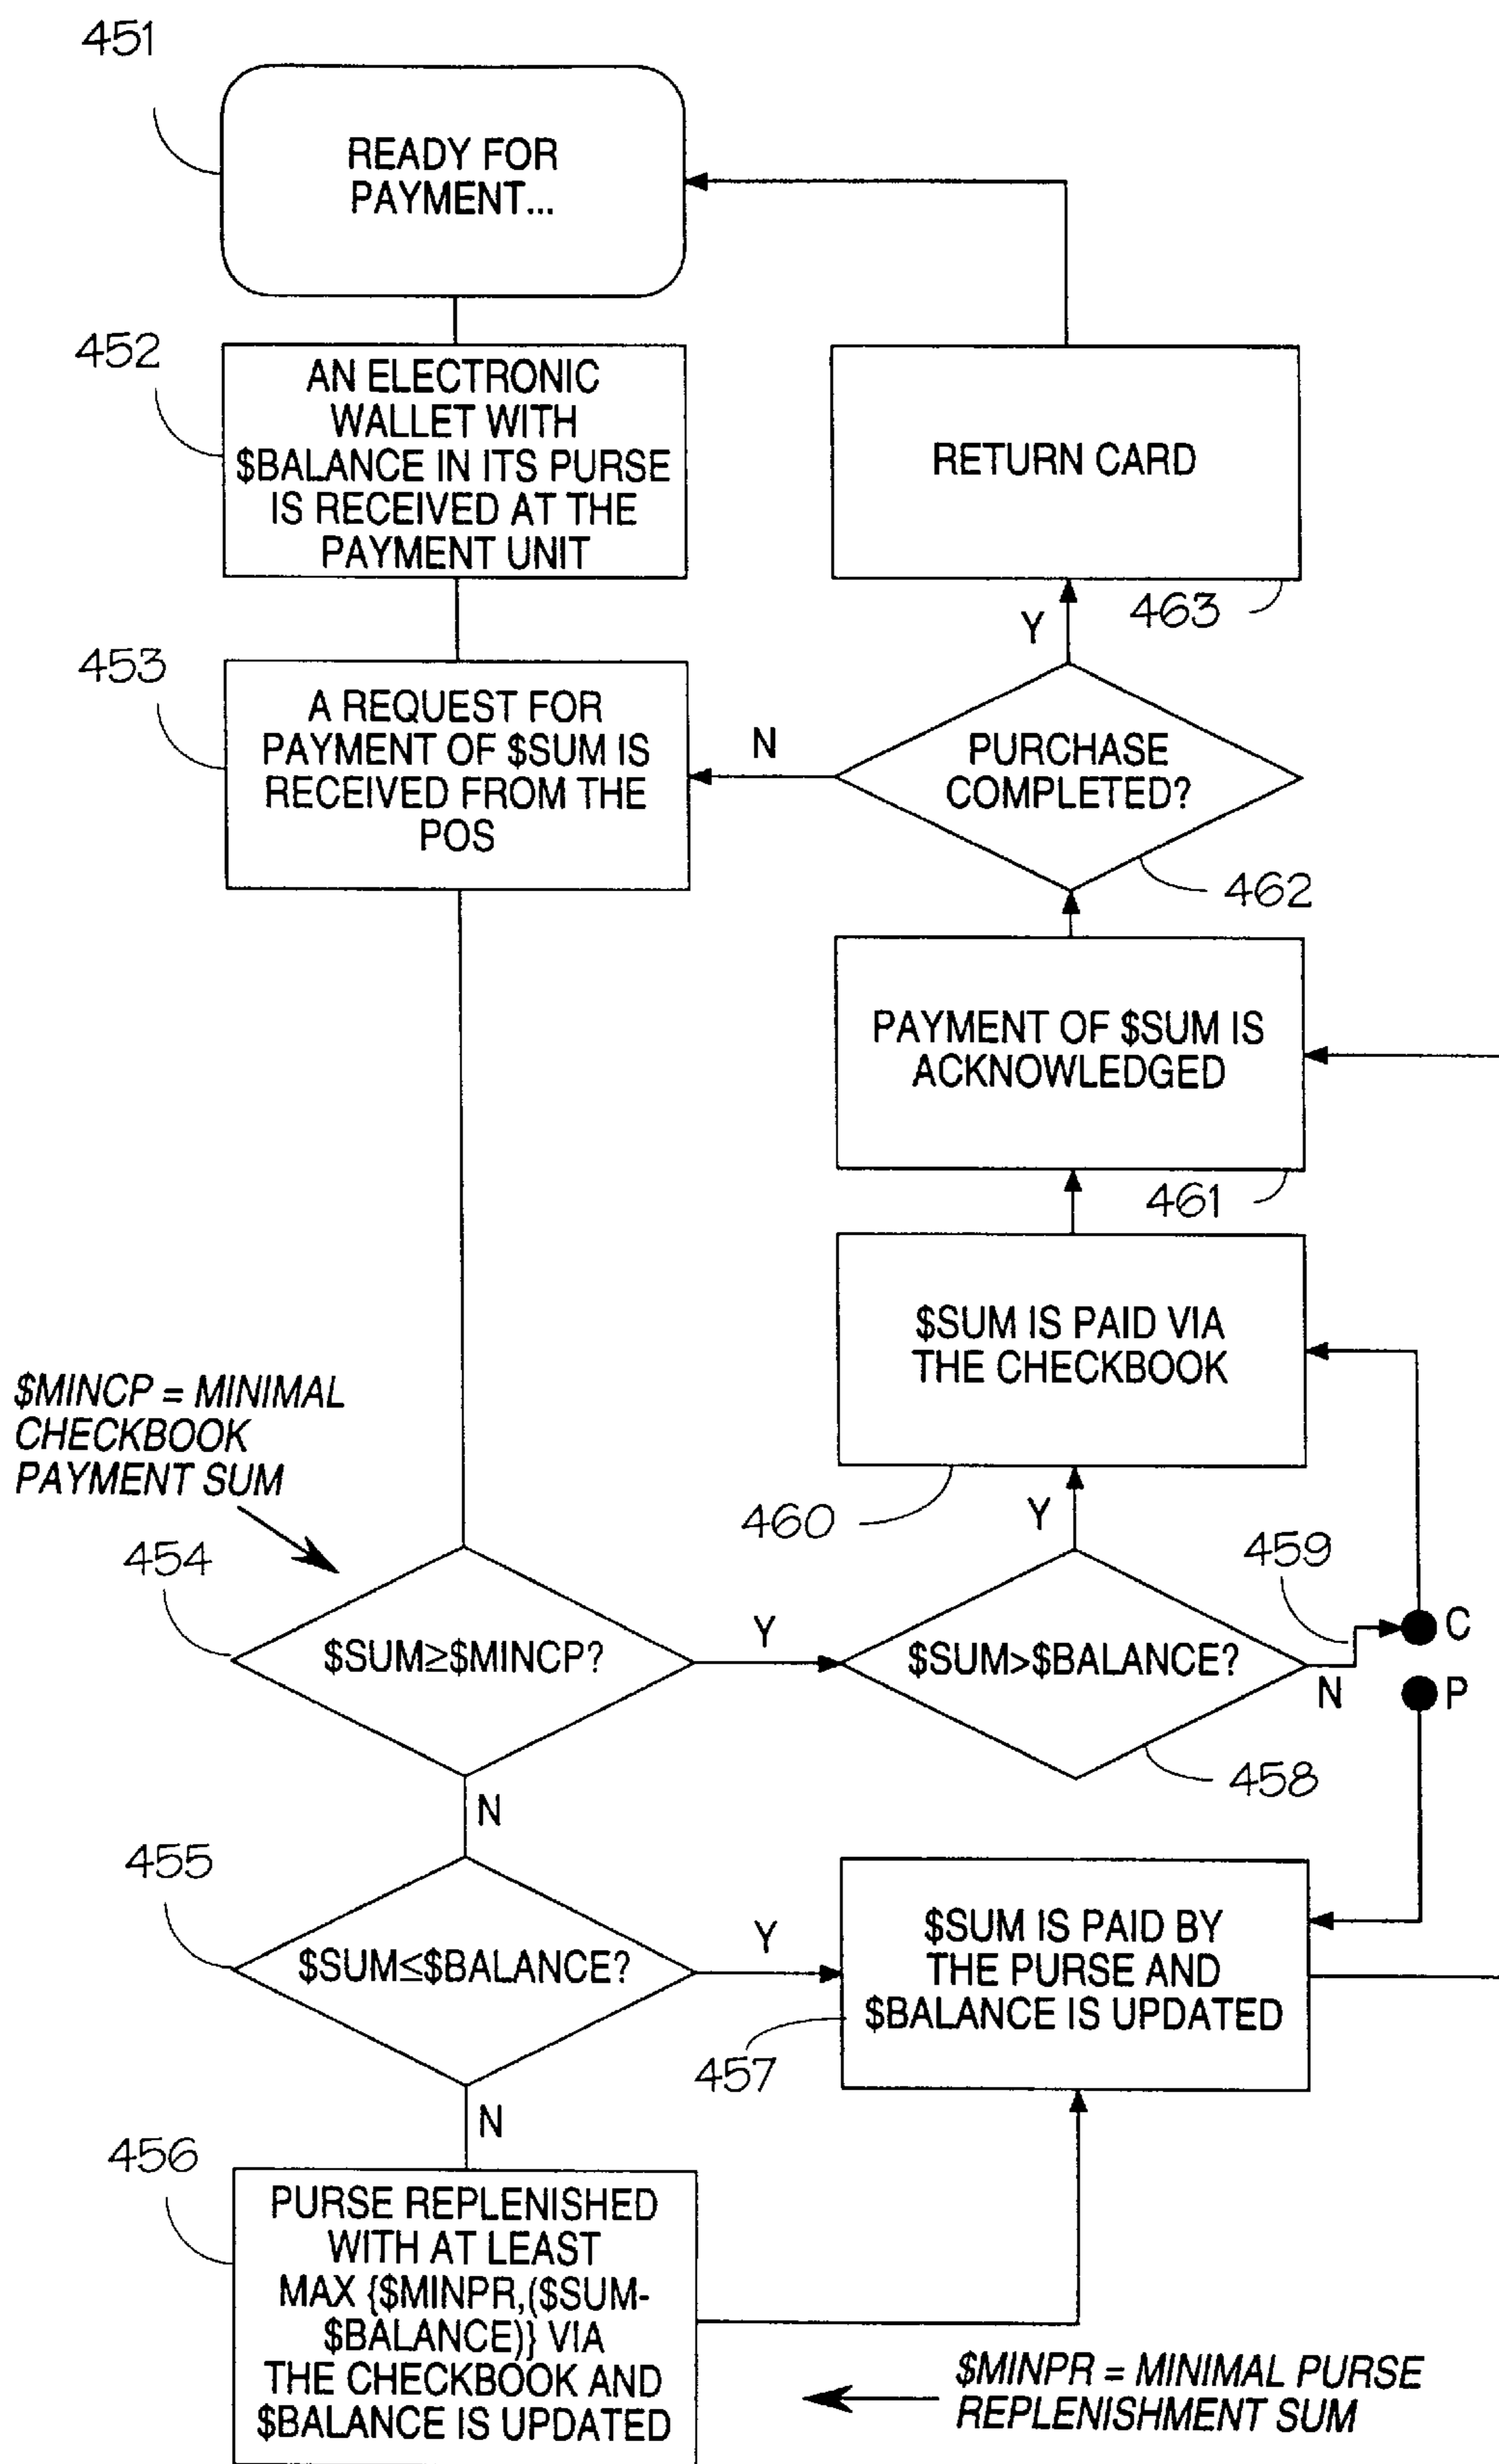 451
READY FOR
PAYMENT...
452
AN ELECTRONIC
WALLET WITH
$BALANCE IN ITS PURSE
IS RECEIVED AT THE
PAYMENT UNIT
RETURN CARD
463
Y
453
A REQUEST FOR
PAYMENT OF $SUM IS
RECEIVED FROM THE
POS
N
PURCHASE
COMPLETED?
462
PAYMENT OF $SUM IS
ACKNOWLEDGED
461
$SUM IS PAID VIA
THE CHECKBOOK
460
Y
$MINCP = MINIMAL
CHECKBOOK
PAYMENT SUM
454
$SUM≥$MINCP?
Y
$SUM>$BALANCE?
459
N
C
P
458
N
455
$SUM≤$BALANCE?
Y
$SUM IS PAID BY
THE PURSE AND
$BALANCE IS UPDATED
457
N
456
PURSE REPLENISHED
WITH AT LEAST
MAX {$MINPR,($SUM-
$BALANCE)} VIA
THE CHECKBOOK AND
$BALANCE IS UPDATED
$MINPR = MINIMAL PURSE
REPLENISHMENT SUM